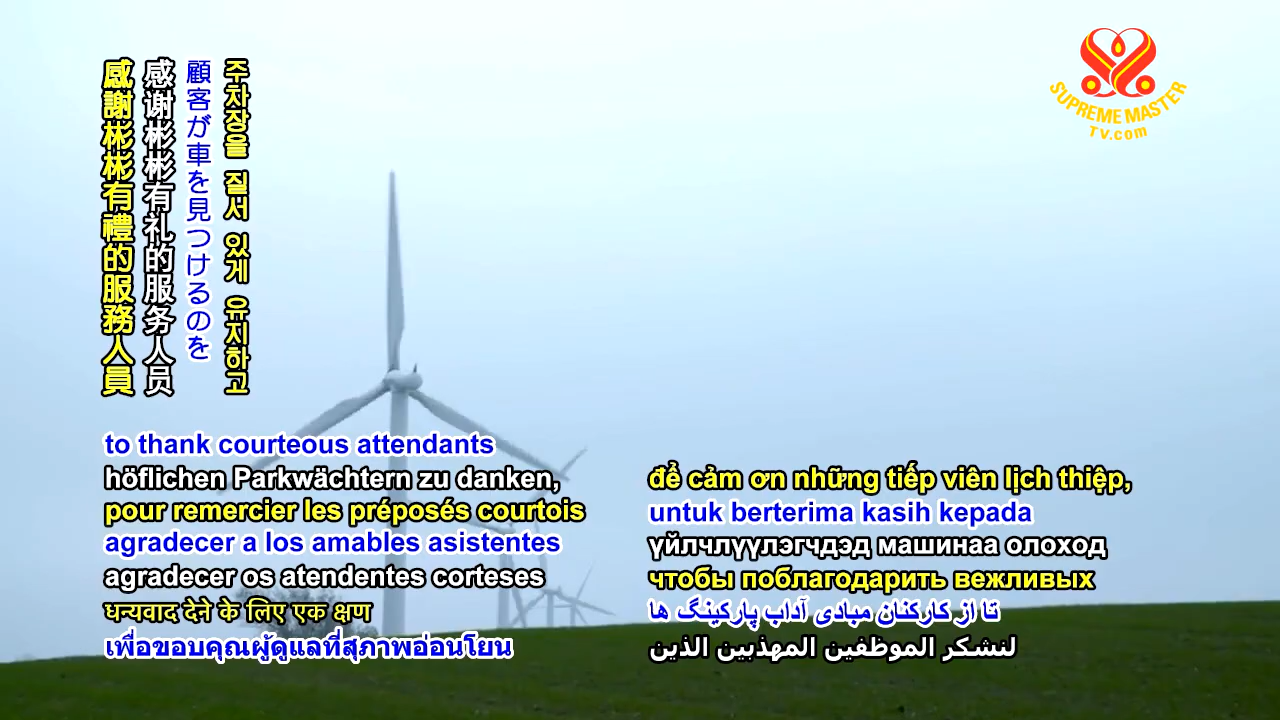 感謝彬彬有禮的服務人員
感谢彬彬有礼的服务人员
顧客が車を見つけるのを
주차장을 질서 있게 유지하고
SUPREME MASTER
Tv.com
to thank courteous attendants
höflichen Parkwächtern zu danken,
pour remercier les préposés courtois
agradecer a los amables asistentes
agradecer os atendentes corteses
धन्यवाद देने के लिए एक क्षण
เพื่อขอบคุณผู้ดูแลที่สุภาพอ่อนโยน
để cảm ơn những tiếp viên lịch thiệp,
untuk berterima kasih kepada
үйлчлүүлэгчдэд машинаа олоход
чтобы поблагодарить вежливых
تا از کارکنان مبادی آداب پارکینگ ها
لنشكر الموظفين المهذبين الذين